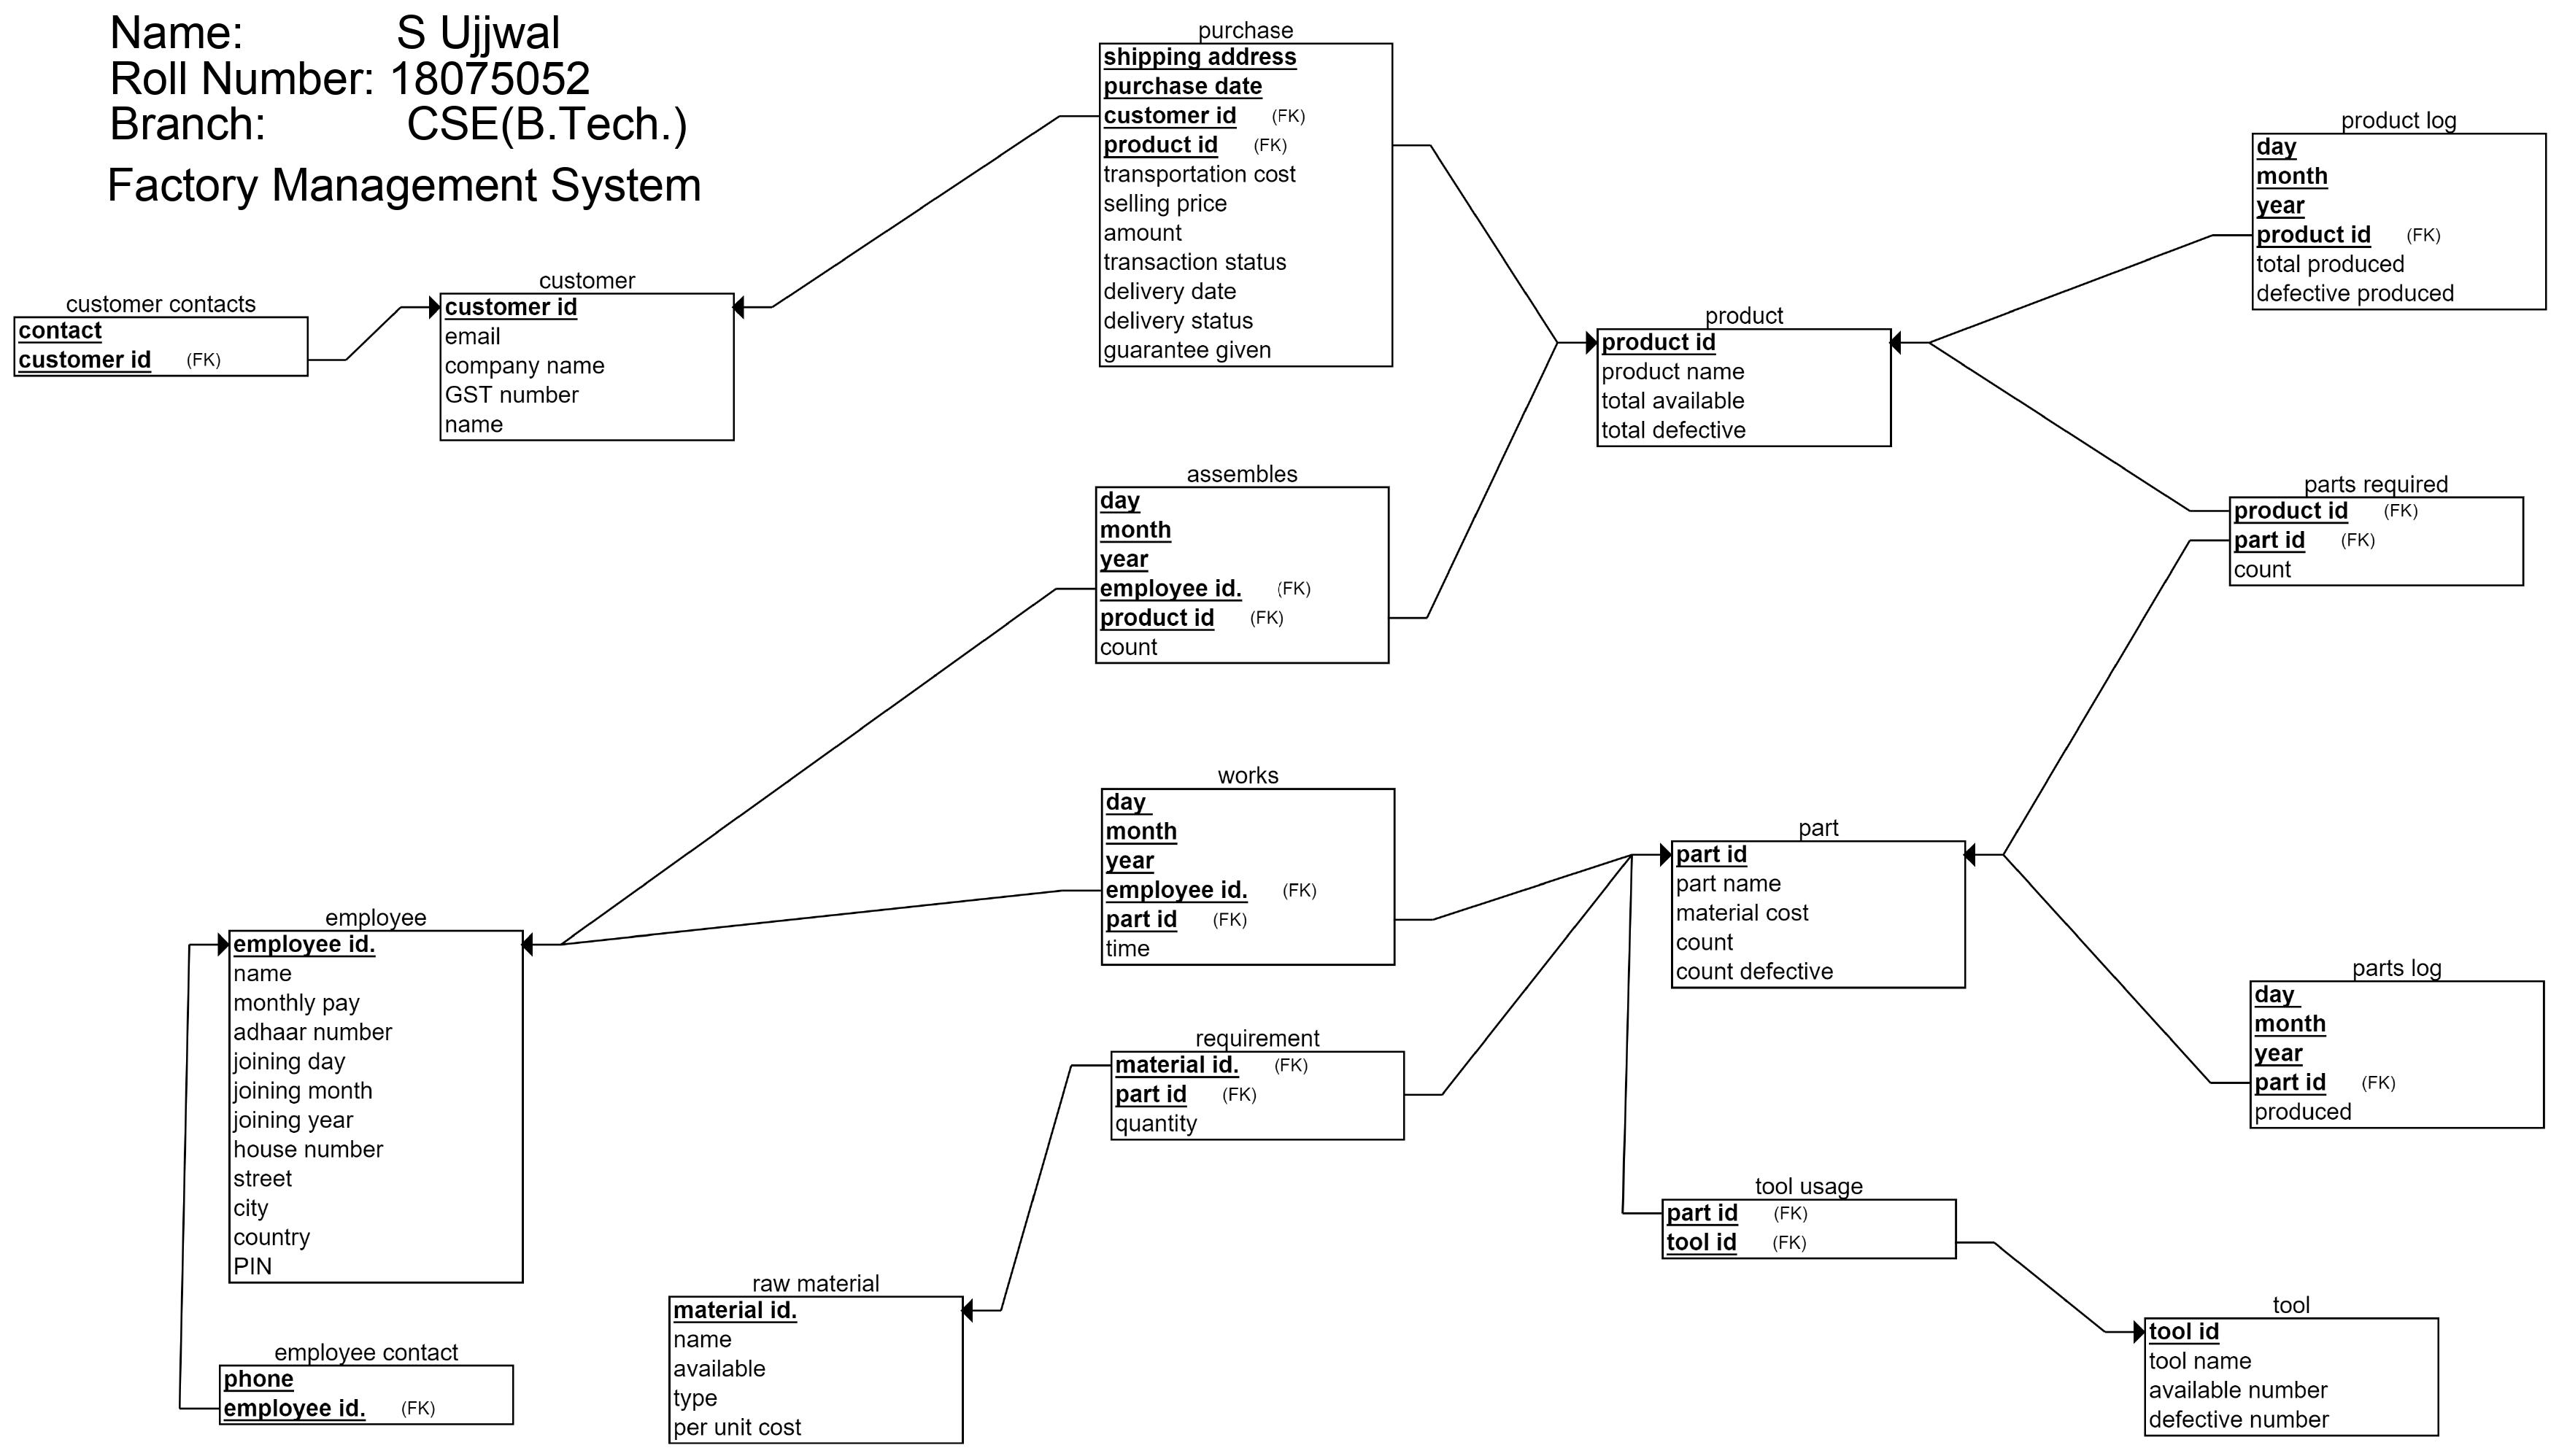 Name: S Ujjwal
Roll Number: 18075052
Branch: CSE(B.Tech.)
Factory Management System
customer contacts
contact
customer id (FK)
customer
customer id
email
company name
GST number
name
purchase
shipping address
purchase date
customer id (FK)
product id (FK)
transportation cost
selling price
amount
transaction status
delivery date
delivery status
guarantee given
product
product id
product name
total available
total defective
product log
day
month
year
product id (FK)
total produced
defective produced
assembles
day
month
year
employee id. (FK)
product id (FK)
count
parts required
product id (FK)
part id (FK)
count
works
day
month
year
employee id. (FK)
part id (FK)
time
part
part id
part name
material cost
count
count defective
employee
employee id.
name
monthly pay
adhaar number
joining day
joining month
joining year
house number
street
city
country
PIN
parts log
day
month
year
part id (FK)
produced
requirement
material id. (FK)
part id (FK)
quantity
tool usage
part id (FK)
tool id (FK)
raw material
material id.
name
available
type
per unit cost
tool
tool id
tool name
available number
defective number
employee contact
phone
employee id. (FK)